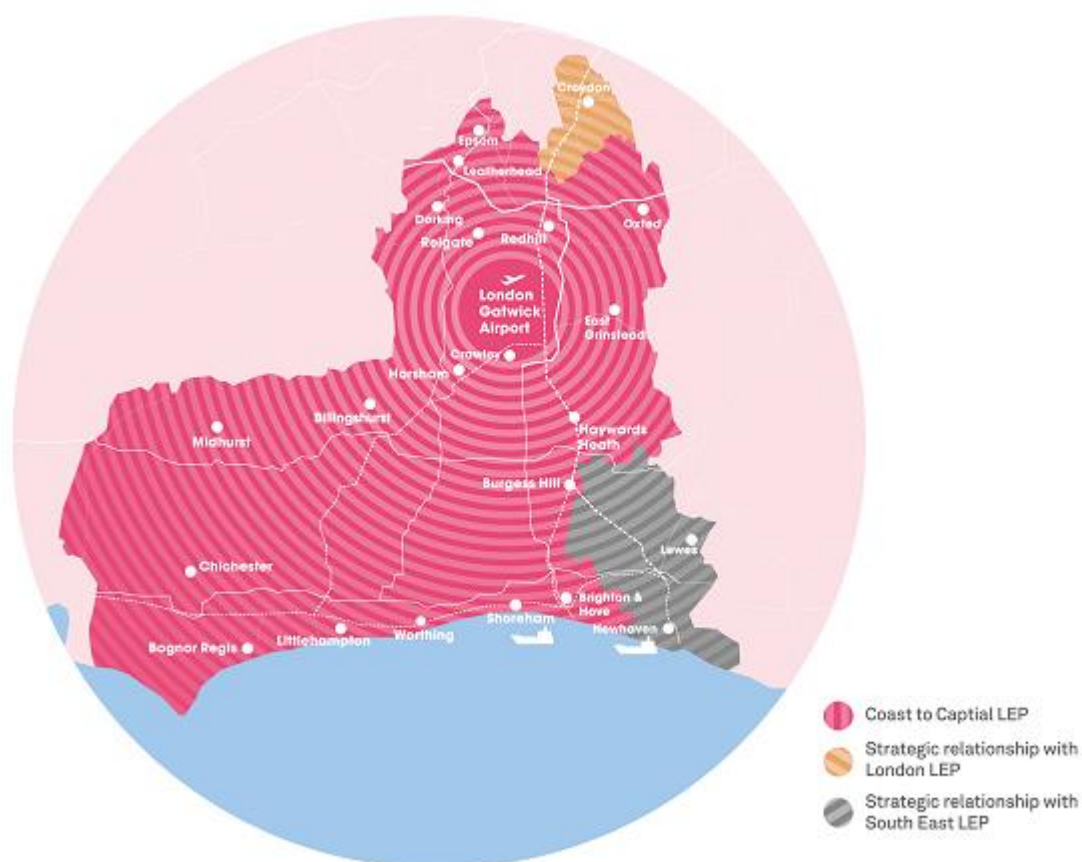 Croydon
Epsom
Leatherhead
Dorking
Oxted
Reigate
Redhill
London
Gatwick
Airport
East
Grinstead
Crawley
Horsham
Billingshurst
Midhurst
Haywards
Heath
Burgess Hill
Lewes
Chichester
Brighton &
Hove
Shoreham
Newhaven
Worthing
Littlehampton
Bognor Regis
Coast to Captial LEP
Strategic relationship with
London LEP
Strategic relationship with
South East LEP